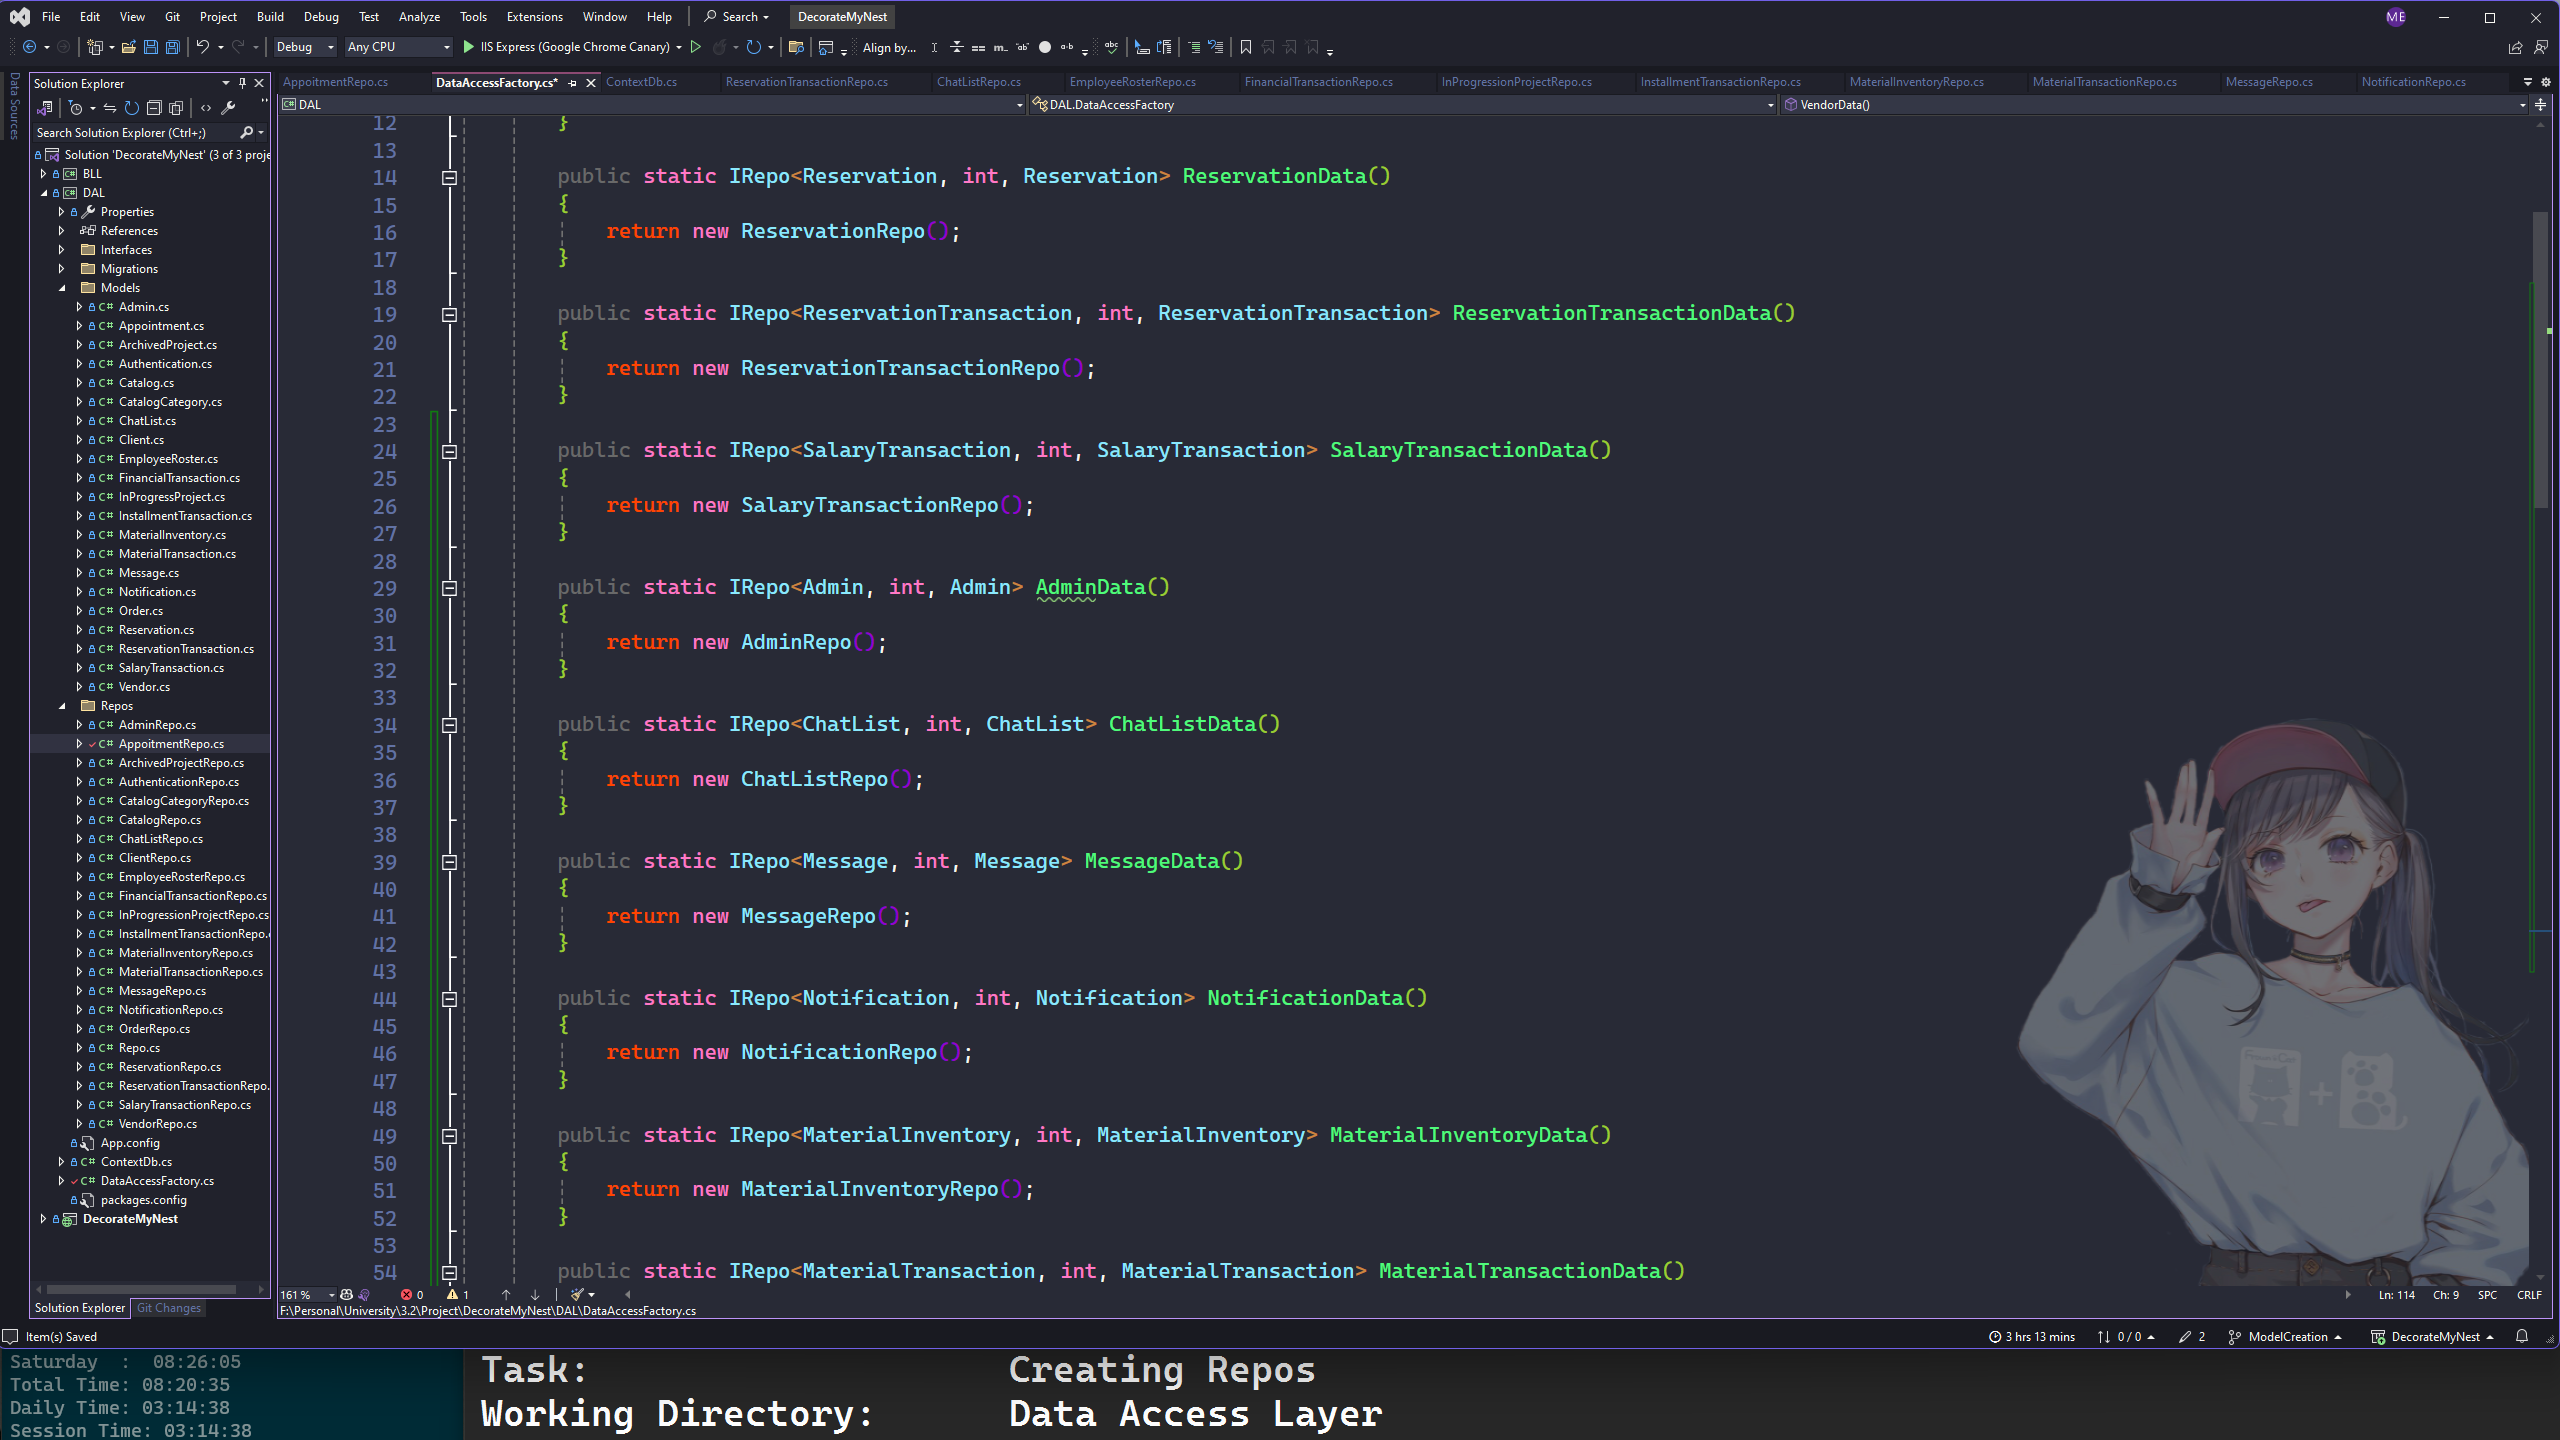 File Edit View Git Project Build Debug Test Analyze Tools Extensions Window Help Search DecorateMyNest ME
Debug Any CPU IIS Express (Google Chrome Canary) Align by...
Data Sources
Solution Explorer
Search Solution Explorer (Ctrl+;)
Solution 'DecorateMyNest' (3 of 3 proje
BLL
DAL
Properties
References
Interfaces
Migrations
Models
C# Admin.cs
C# Appointment.cs
C# ArchivedProject.cs
C# Authentication.cs
C# Catalog.cs
C# CatalogCategory.cs
C# ChatList.cs
C# Client.cs
C# EmployeeRoster.cs
C# FinancialTransaction.cs
C# InProgressProject.cs
C# InstallmentTransaction.cs
C# MaterialInventory.cs
C# MaterialTransaction.cs
C# Message.cs
C# Notification.cs
C# Order.cs
C# Reservation.cs
C# ReservationTransaction.cs
C# SalaryTransaction.cs
C# Vendor.cs
Repos
C# AdminRepo.cs
C# AppoitmentRepo.cs
C# ArchivedProjectRepo.cs
C# AuthenticationRepo.cs
C# CatalogCategoryRepo.cs
C# CatalogRepo.cs
C# ChatListRepo.cs
C# ClientRepo.cs
C# EmployeeRosterRepo.cs
C# FinancialTransactionRepo.cs
C# InProgressionProjectRepo.cs
C# InstallmentTransactionRepo.
C# MaterialInventoryRepo.cs
C# MaterialTransactionRepo.cs
C# MessageRepo.cs
C# NotificationRepo.cs
C# OrderRepo.cs
C# Repo.cs
C# ReservationRepo.cs
C# ReservationTransactionRepo.
C# SalaryTransactionRepo.cs
C# VendorRepo.cs
App.config
C# ContextDb.cs
C# DataAccessFactory.cs
packages.config
DecorateMyNest
Solution Explorer Git Changes
AppoitmentRepo.cs DataAccessFactory.cs* ContextDb.cs ReservationTransactionRepo.cs ChatListRepo.cs EmployeeRosterRepo.cs FinancialTransactionRepo.cs InProgressionProjectRepo.cs InstallmentTransactionRepo.cs MaterialInventoryRepo.cs MaterialTransactionRepo.cs MessageRepo.cs NotificationRepo.cs
C# DAL DAL.DataAccessFactory VendorData()
12 }
13
14 public static IRepo<Reservation, int, Reservation> ReservationData()
15 {
16 return new ReservationRepo();
17 }
18
19 public static IRepo<ReservationTransaction, int, ReservationTransaction> ReservationTransactionData()
20 {
21 return new ReservationTransactionRepo();
22 }
23
24 public static IRepo<SalaryTransaction, int, SalaryTransaction> SalaryTransactionData()
25 {
26 return new SalaryTransactionRepo();
27 }
28
29 public static IRepo<Admin, int, Admin> AdminData()
30 {
31 return new AdminRepo();
32 }
33
34 public static IRepo<ChatList, int, ChatList> ChatListData()
35 {
36 return new ChatListRepo();
37 }
38
39 public static IRepo<Message, int, Message> MessageData()
40 {
41 return new MessageRepo();
42 }
43
44 public static IRepo<Notification, int, Notification> NotificationData()
45 {
46 return new NotificationRepo();
47 }
48
49 public static IRepo<MaterialInventory, int, MaterialInventory> MaterialInventoryData()
50 {
51 return new MaterialInventoryRepo();
52 }
53
54 public static IRepo<MaterialTransaction, int, MaterialTransaction> MaterialTransactionData()
161 % 0 1 Ln: 114 Ch: 9 SPC CRLF
F:\Personal\University\3.2\Project\DecorateMyNest\DAL\DataAccessFactory.cs
Item(s) Saved 3 hrs 13 mins 0 / 0 2 ModelCreation DecorateMyNest
Saturday : 08:26:05
Total Time: 08:20:35
Daily Time: 03:14:38
Session Time: 03:14:38
Task: Creating Repos
Working Directory: Data Access Layer